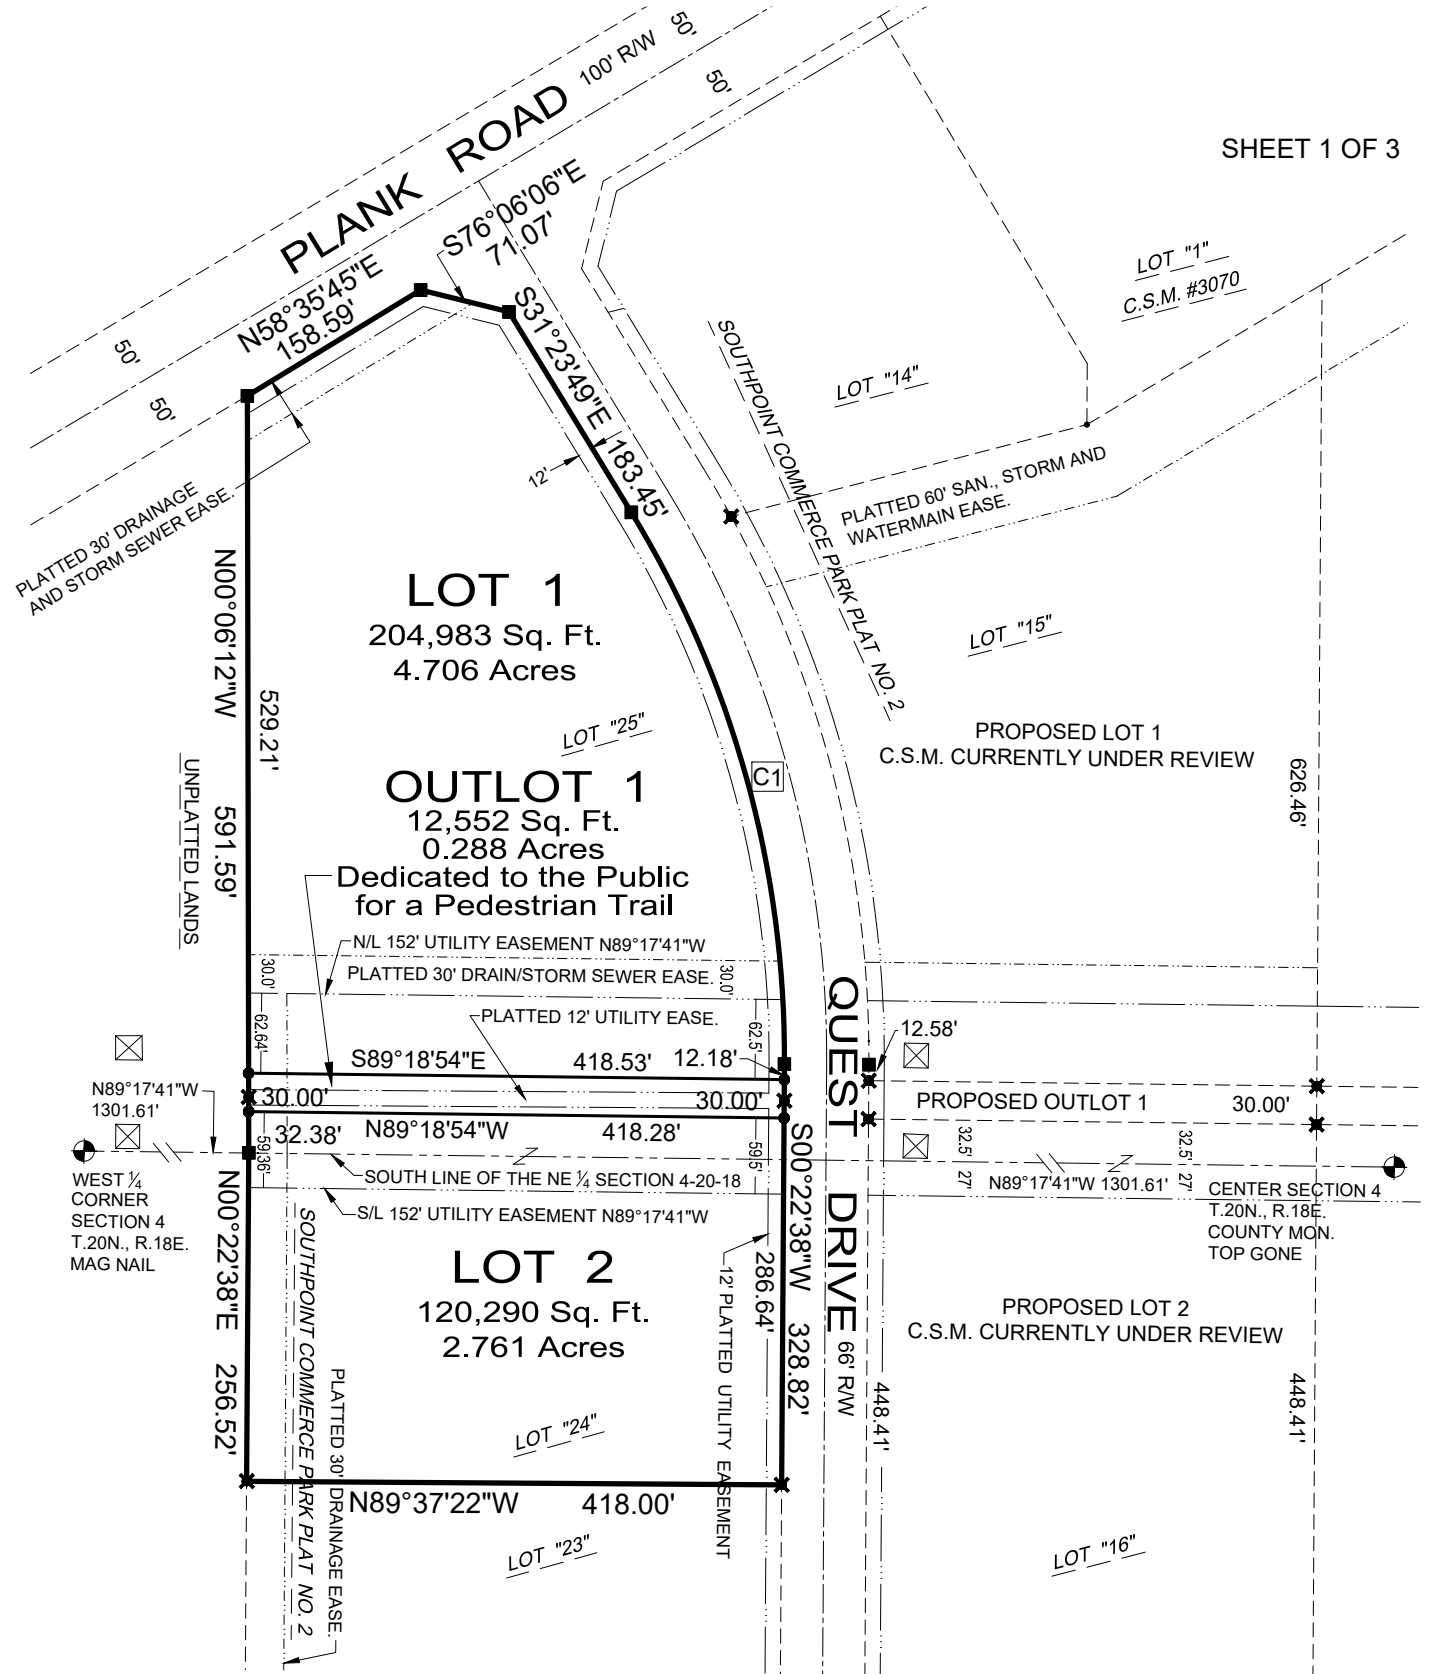 SHEET 1 OF 3
PLANK ROAD
100' R/W
50'
50'
50'
50'
S76°06'06"E
71.07'
N58°35'45"E
158.59'
S31°23'49"E 183.45'
12'
PLATTED 30' DRAINAGE
AND STORM SEWER EASE.
LOT "1"
C.S.M. #3070
LOT "14"
SOUTHPOINT COMMERCE PARK PLAT NO. 2
PLATTED 60' SAN., STORM AND
WATERMAIN EASE.
LOT "15"
LOT 1
204,983 Sq. Ft.
4.706 Acres
N00°06'12"W 591.59'
529.21'
UNPLATTED LANDS
LOT "25"
C1
PROPOSED LOT 1
C.S.M. CURRENTLY UNDER REVIEW
626.46'
OUTLOT 1
12,552 Sq. Ft.
0.288 Acres
Dedicated to the Public
for a Pedestrian Trail
N/L 152' UTILITY EASEMENT N89°17'41"W
PLATTED 30' DRAIN/STORM SEWER EASE.
30.0'
30.0'
PLATTED 12' UTILITY EASE.
62.64'
62.5'
S89°18'54"E 418.53'
12.18'
12.58'
30.00'
30.00'
PROPOSED OUTLOT 1 30.00'
N89°17'41"W
1301.61'
32.38'
N89°18'54"W 418.28'
59.36'
59.5'
SOUTH LINE OF THE NE ¼ SECTION 4-20-18
S/L 152' UTILITY EASEMENT N89°17'41"W
32.5'
27'
32.5'
27'
N89°17'41"W 1301.61'
WEST ¼
CORNER
SECTION 4
T.20N., R.18E.
MAG NAIL
CENTER SECTION 4
T.20N., R.18E.
COUNTY MON.
TOP GONE
QUEST DRIVE
66' R/W
N00°22'38"E 256.52'
SOUTHPOINT COMMERCE PARK PLAT NO. 2
PLATTED 30' DRAINAGE EASE.
LOT 2
120,290 Sq. Ft.
2.761 Acres
12' PLATTED UTILITY EASEMENT
286.64'
S00°22'38"W 328.82'
448.41'
448.41'
PROPOSED LOT 2
C.S.M. CURRENTLY UNDER REVIEW
LOT "24"
N89°37'22"W 418.00'
LOT "23"
LOT "16"